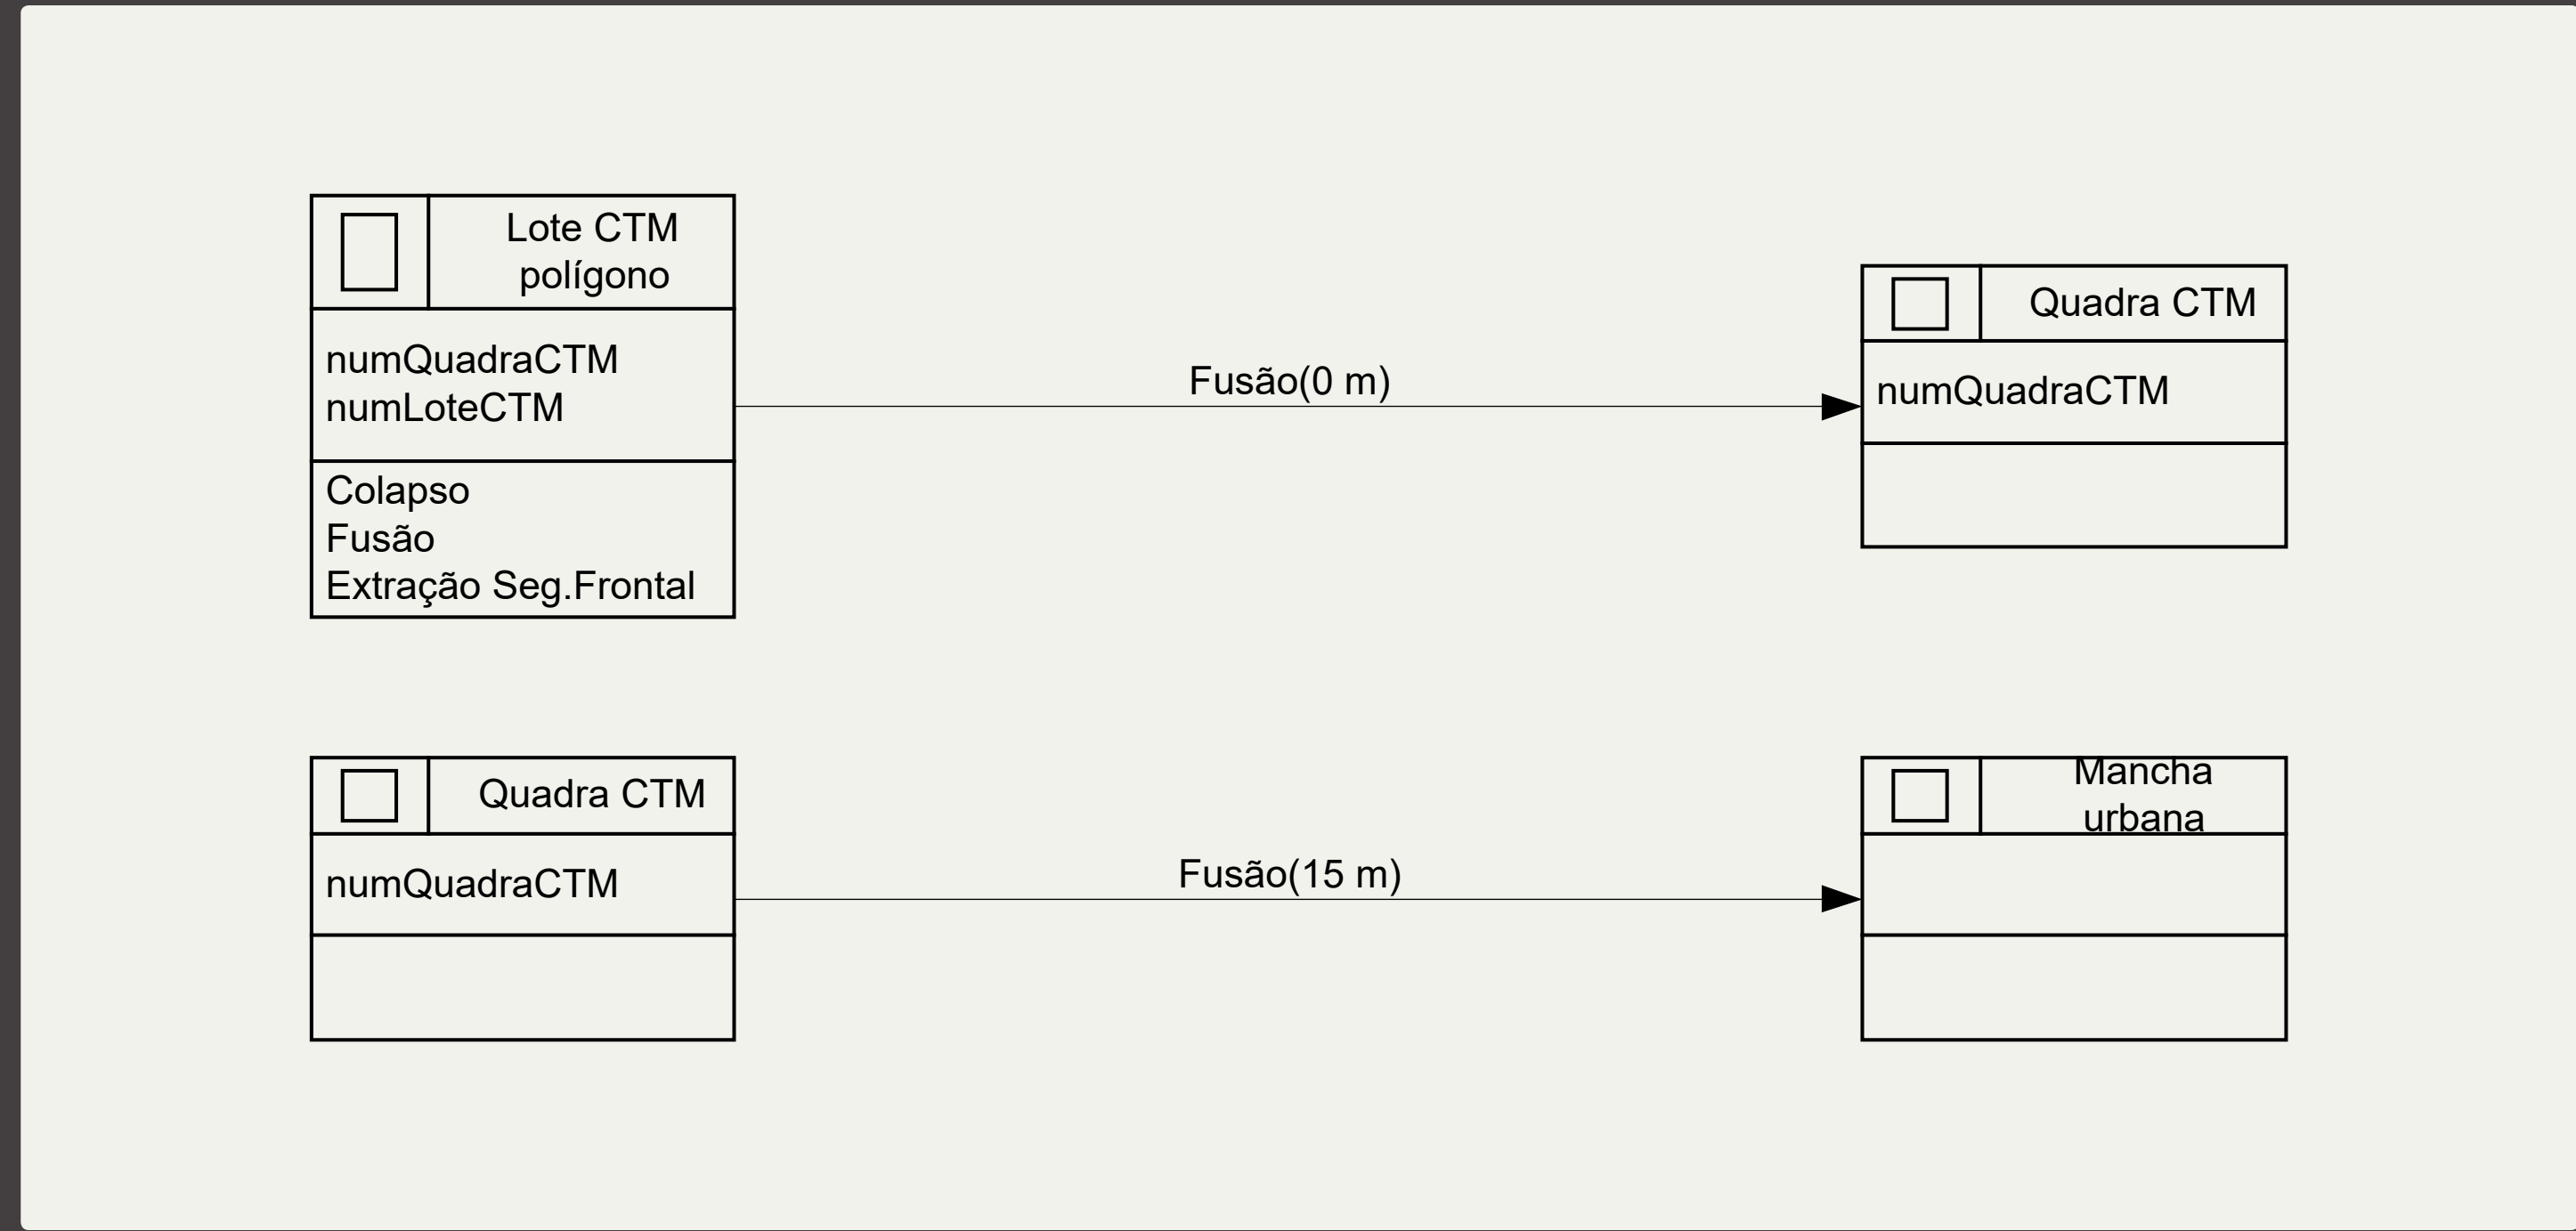 Lote CTM
polígono
numQuadraCTM
numLoteCTM
Colapso
Fusão
Extração Seg.Frontal
Fusão(0 m)
Quadra CTM
numQuadraCTM
Quadra CTM
numQuadraCTM
Fusão(15 m)
Mancha
urbana